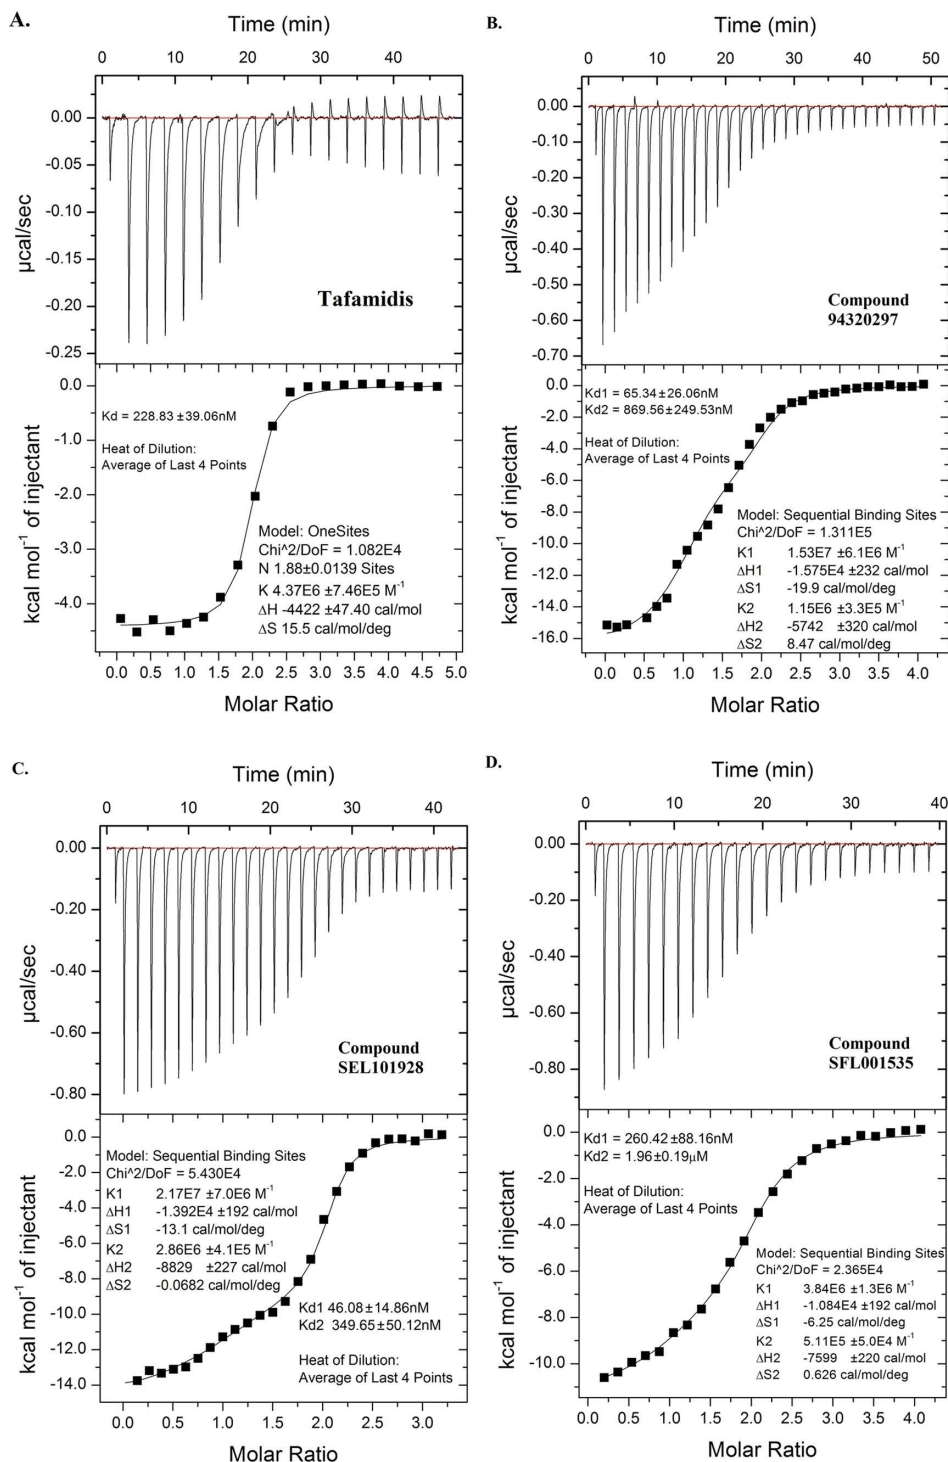 A.
Time (min)
0 10 20 30 40 50
0.00
-0.05
-0.10
-0.15
-0.20
-0.25
µcal/sec
Tafamidis
0.0
-1.0
-2.0
-3.0
-4.0
kcal mol⁻¹ of injectant
Kd = 228.83 ±39.06nM
Heat of Dilution:
Average of Last 4 Points
Model: OneSites
Chi^2/DoF = 1.082E4
N 1.88±0.0139 Sites
K 4.37E6 ±7.46E5 M⁻¹
ΔH -4422 ±47.40 cal/mol
ΔS 15.5 cal/mol/deg
0.0 0.5 1.0 1.5 2.0 2.5 3.0 3.5 4.0 4.5 5.0
Molar Ratio
B.
Time (min)
0 10 20 30 40 50
0.00
-0.10
-0.20
-0.30
-0.40
-0.50
-0.60
-0.70
µcal/sec
Compound
94320297
0.0
-2.0
-4.0
-6.0
-8.0
-10.0
-12.0
-14.0
-16.0
kcal mol⁻¹ of injectant
Kd1 = 65.34±26.06nM
Kd2 = 869.56±249.53nM
Heat of Dilution:
Average of Last 4 Points
Model: Sequential Binding Sites
Chi^2/DoF = 1.311E5
K1 1.53E7 ±6.1E6 M⁻¹
ΔH1 -1.575E4 ±232 cal/mol
ΔS1 -19.9 cal/mol/deg
K2 1.15E6 ±3.3E5 M⁻¹
ΔH2 -5742 ±320 cal/mol
ΔS2 8.47 cal/mol/deg
0.0 0.5 1.0 1.5 2.0 2.5 3.0 3.5 4.0
Molar Ratio
C.
Time (min)
0 10 20 30 40
0.00
-0.20
-0.40
-0.60
-0.80
µcal/sec
Compound
SEL101928
0.0
-2.0
-4.0
-6.0
-8.0
-10.0
-12.0
-14.0
kcal mol⁻¹ of injectant
Model: Sequential Binding Sites
Chi^2/DoF = 5.430E4
K1 2.17E7 ±7.0E6 M⁻¹
ΔH1 -1.392E4 ±192 cal/mol
ΔS1 -13.1 cal/mol/deg
K2 2.86E6 ±4.1E5 M⁻¹
ΔH2 -8829 ±227 cal/mol
ΔS2 -0.0682 cal/mol/deg
Kd1 46.08±14.86nM
Kd2 349.65±50.12nM
Heat of Dilution:
Average of Last 4 Points
0.0 0.5 1.0 1.5 2.0 2.5 3.0
Molar Ratio
D.
Time (min)
0 10 20 30 40
0.00
-0.20
-0.40
-0.60
-0.80
µcal/sec
Compound
SFL001535
0.0
-2.0
-4.0
-6.0
-8.0
-10.0
kcal mol⁻¹ of injectant
Kd1 = 260.42±88.16nM
Kd2 = 1.96±0.19µM
Heat of Dilution:
Average of Last 4 Points
Model: Sequential Binding Sites
Chi^2/DoF = 2.365E4
K1 3.84E6 ±1.3E6 M⁻¹
ΔH1 -1.084E4 ±192 cal/mol
ΔS1 -6.25 cal/mol/deg
K2 5.11E5 ±5.0E4 M⁻¹
ΔH2 -7599 ±220 cal/mol
ΔS2 0.626 cal/mol/deg
0.0 0.5 1.0 1.5 2.0 2.5 3.0 3.5 4.0
Molar Ratio